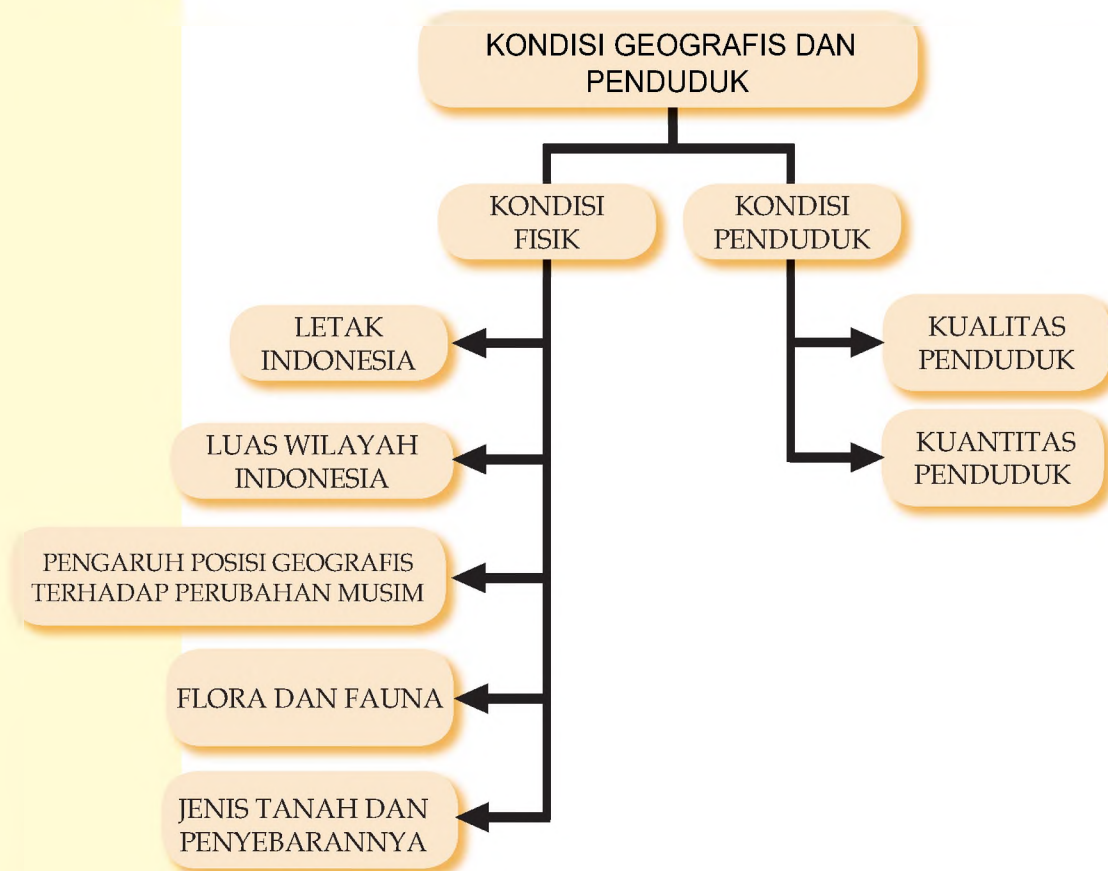 KONDISI GEOGRAFIS DAN
PENDUDUK
KONDISI
FISIK
KONDISI
PENDUDUK
LETAK
INDONESIA
LUAS WILAYAH
INDONESIA
PENGARUH POSISI GEOGRAFIS
TERHADAP PERUBAHAN MUSIM
FLORA DAN FAUNA
JENIS TANAH DAN
PENYEBARANNYA
KUALITAS
PENDUDUK
KUANTITAS
PENDUDUK